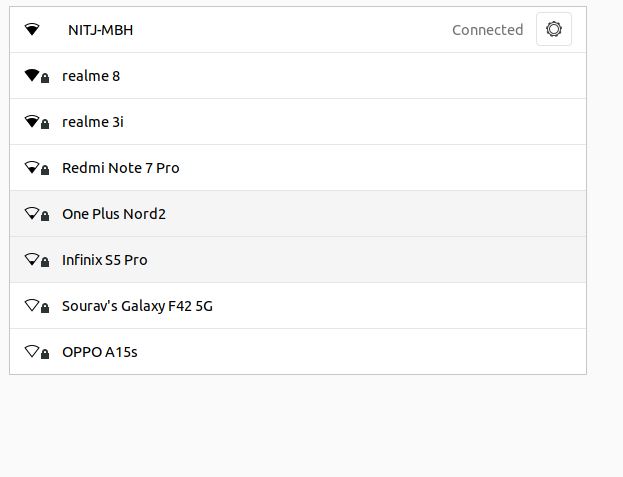 NITJ-MBH Connected
realme 8
realme 3i
Redmi Note 7 Pro
One Plus Nord2
Infinix S5 Pro
Sourav's Galaxy F42 5G
OPPO A15s